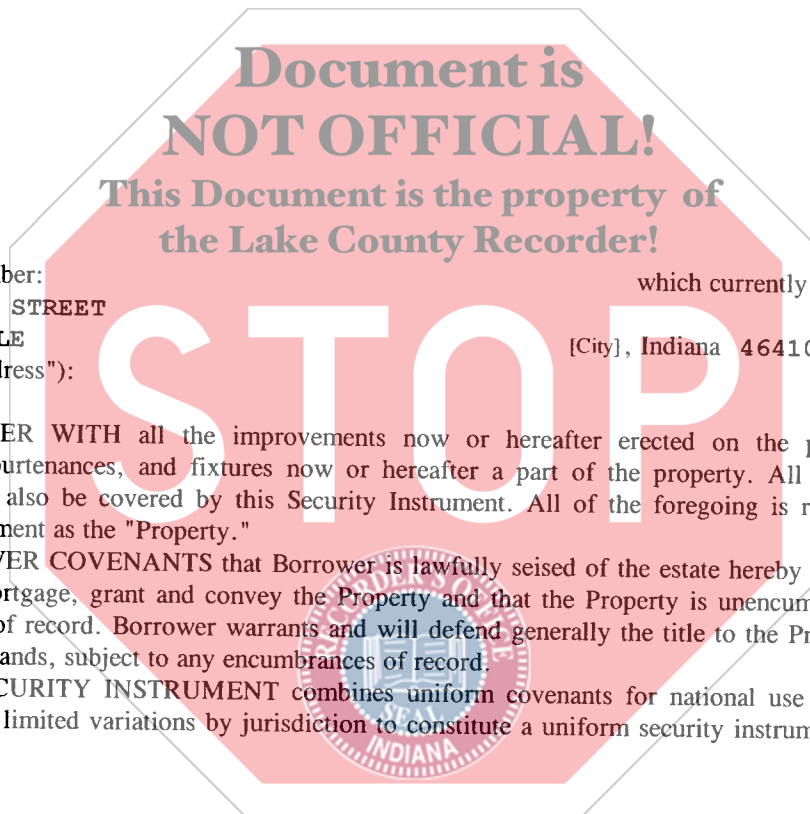 Document is
NOT OFFICIAL!
This Document is the property of
the Lake County Recorder!
ber:
which currently
STREET
LE
[City], Indiana 46410
ress"):
STOP
ER WITH all the improvements now or hereafter erected on the p
urtenances, and fixtures now or hereafter a part of the property. All
also be covered by this Security Instrument. All of the foregoing is r
ment as the "Property."
VER COVENANTS that Borrower is lawfully seised of the estate hereby
ortgage, grant and convey the Property and that the Property is unencum
of record. Borrower warrants and will defend generally the title to the Pr
ands, subject to any encumbrances of record.
CURITY INSTRUMENT combines uniform covenants for national use
limited variations by jurisdiction to constitute a uniform security instrum
RECORDER'S OFFICE
SEAL
INDIANA